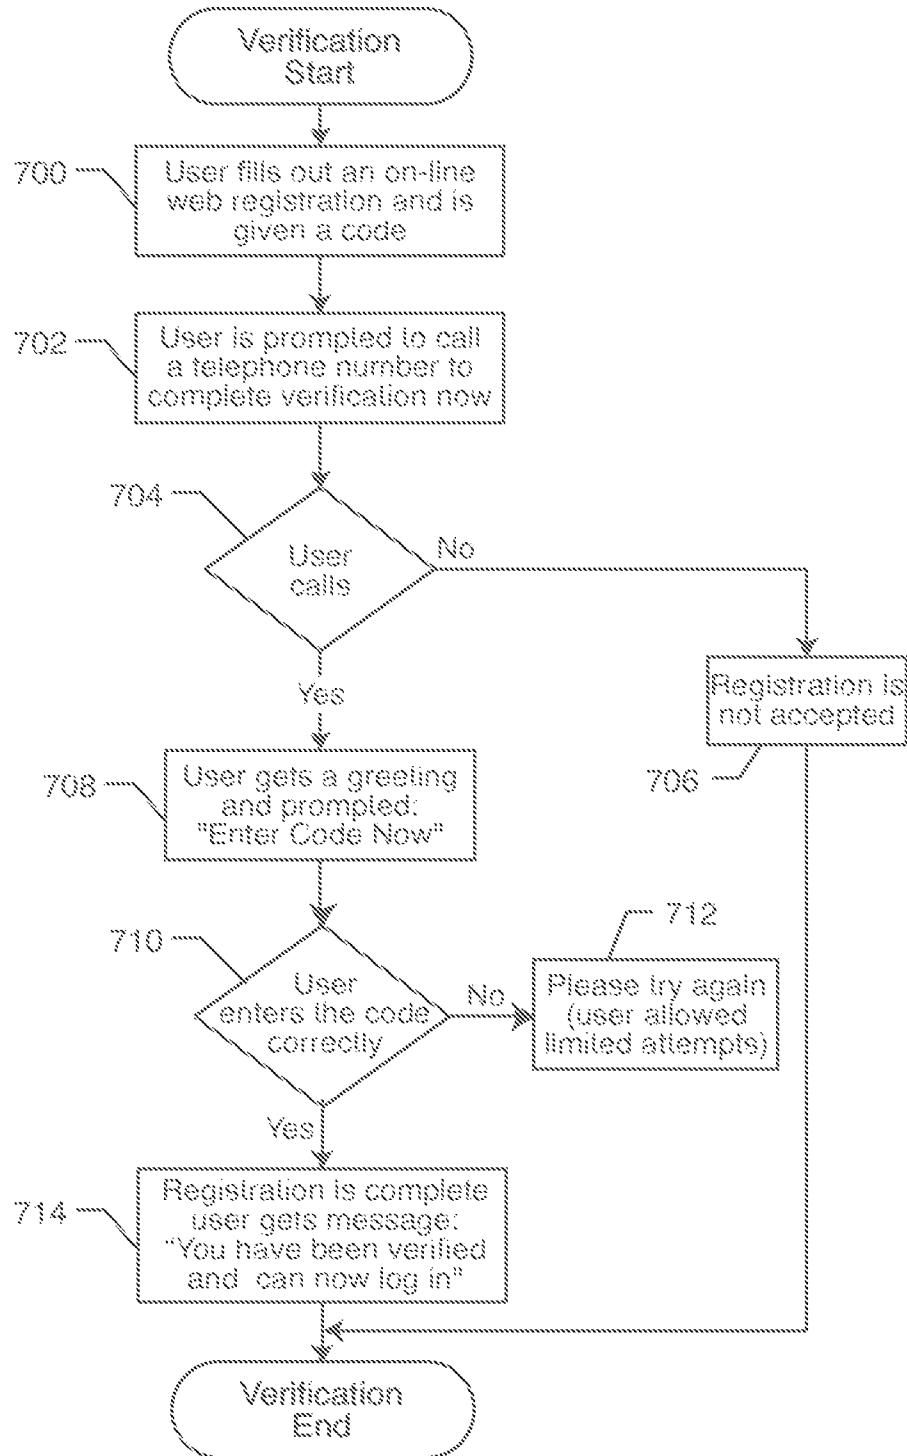 Verification
Start
700
User fills out an on-line
web registration and is
given a code
702
User is prompted to call
a telephone number to
complete verification now
704
User
calls
No
Yes
Registration is
not accepted
706
708
User gets a greeting
and prompted:
"Enter Code Now"
710
User
enters the code
correctly
No
712
Please try again
(user allowed
limited attempts)
Yes
714
Registration is complete
user gets message:
"You have been verified
and can now log in"
Verification
End